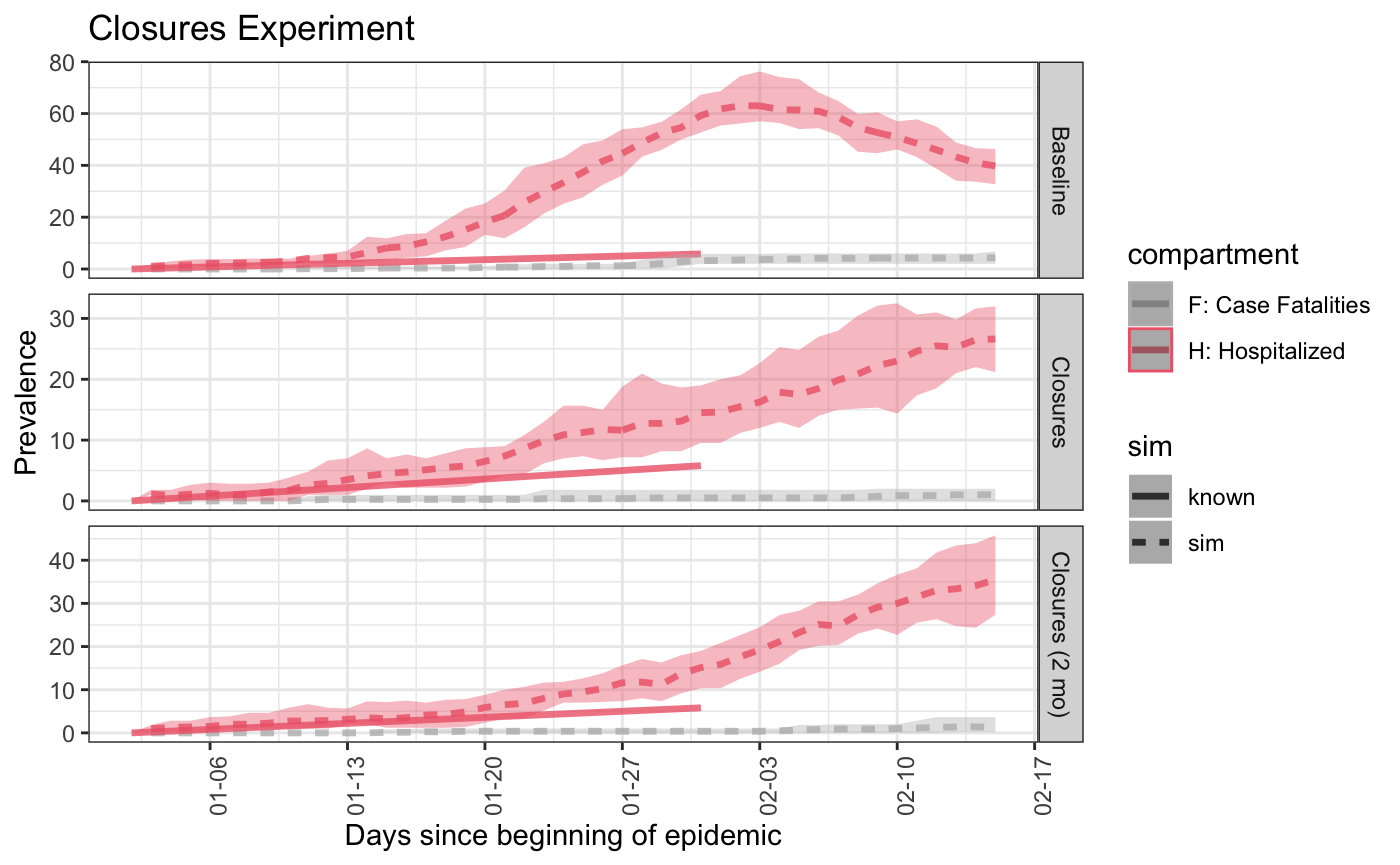 Closures Experiment
Prevalence
80
60
40
20
0
Baseline
30
20
10
0
Closures
40
30
20
10
0
Closures (2 mo)
01-06
01-13
01-20
01-27
02-03
02-10
02-17
Days since beginning of epidemic
compartment
F: Case Fatalities
H: Hospitalized
sim
known
sim